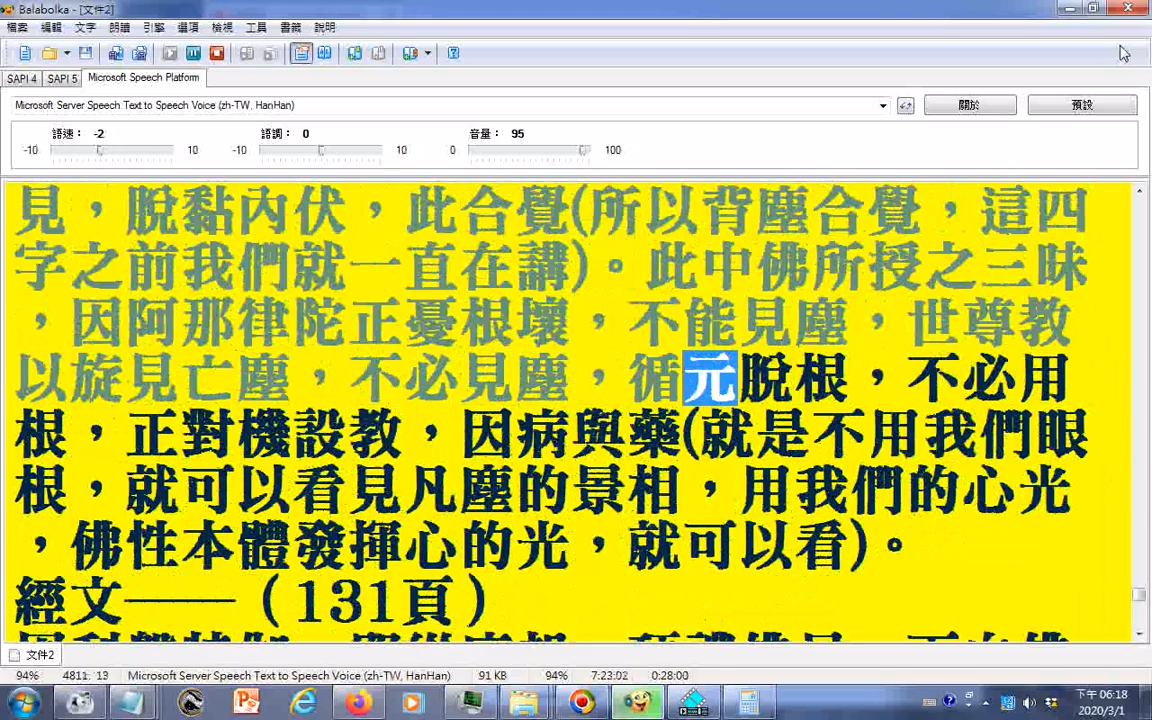 Balabolka - [文件2]
檔案 編輯 文字 朗讀 引擎 選項 檢視 工具 書籤 說明
SAPI 4 SAPI 5 Microsoft Speech Platform
Microsoft Server Speech Text to Speech Voice (zh-TW, HanHan) 關於 預設
語速： -2 語調： 0 音量： 95
-10 10 -10 10 0 100
見，脫黏內伏，此合覺(所以背塵合覺，這四
字之前我們就一直在講)。此中佛所授之三昧
，因阿那律陀正憂根壞，不能見塵，世尊教
以旋見亡塵，不必見塵，循元脫根，不必用
根，正對機設教，因病與藥(就是不用我們眼
根，就可以看見凡塵的景相，用我們的心光
，佛性本體發揮心的光，就可以看)。
經文——（131頁）
文件2
94% 4811: 13 Microsoft Server Speech Text to Speech Voice (zh-TW, HanHan) 91 KB 94% 7:23:02 0:28:00
下午 06:18
2020/3/1